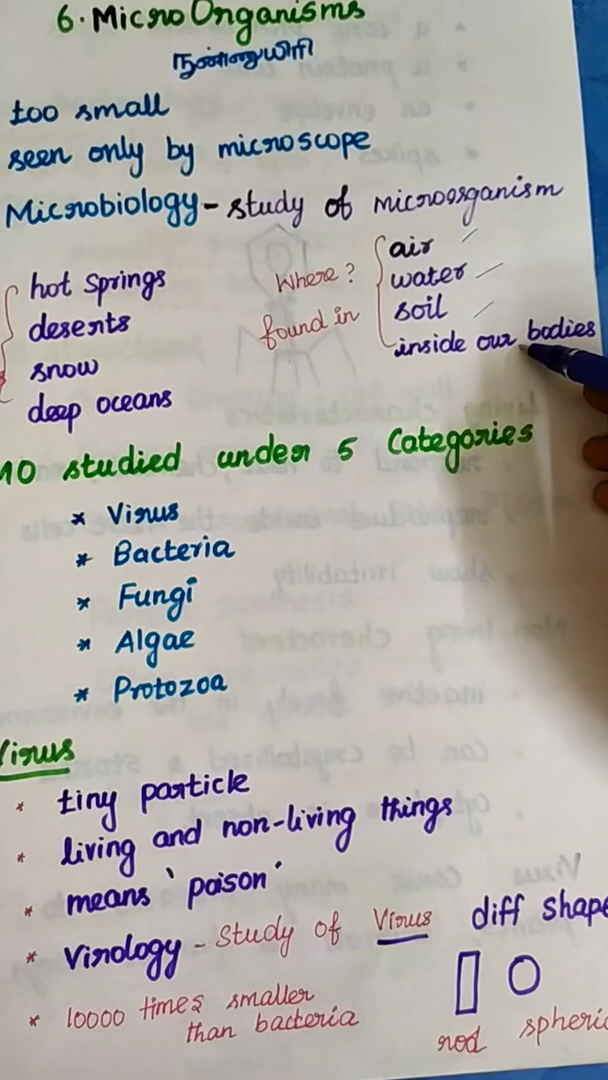 6. MicroOrganisms
நுண்ணுயிரி
too small
seen only by microscope
Microbiology - study of microorganism
hot springs
deserts
snow
deep oceans
Where?
found in
air
water
soil
inside our bodies
MO studied under 5 Categories
* Virus
* Bacteria
* Fungi
* Algae
* Protozoa
Virus
* tiny particle
* living and non-living things
* means 'poison'
* Virology - Study of Virus
* 10000 times smaller
than bacteria
diff shape
rod spheric